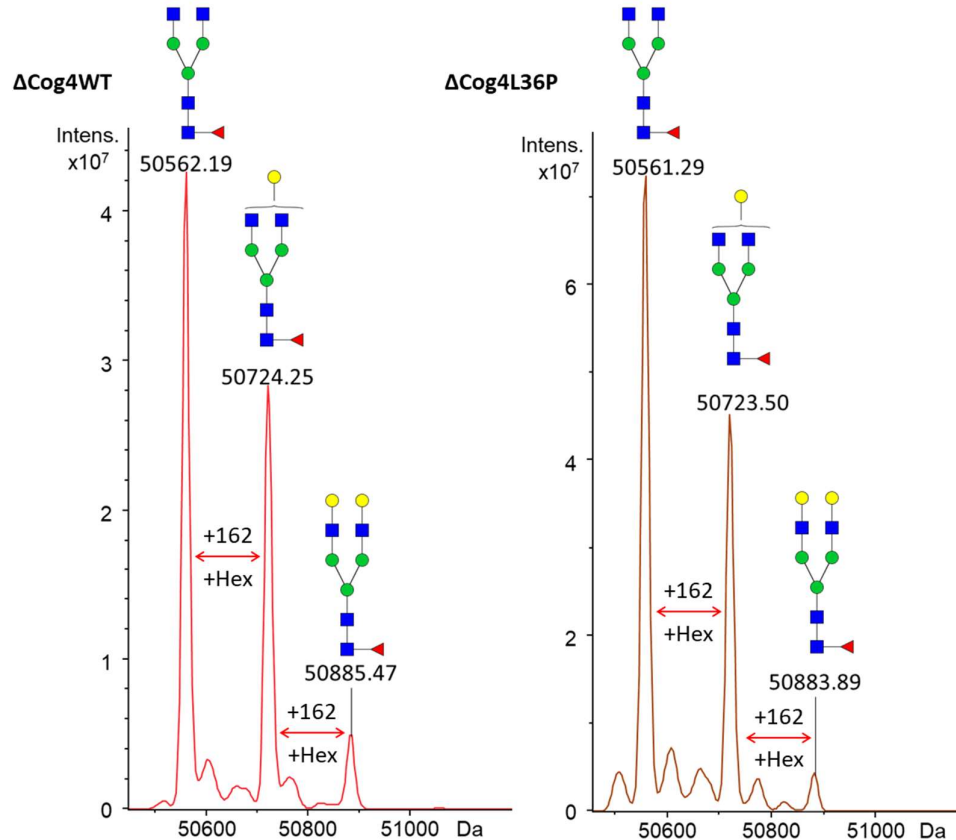 ΔCog4WT
Intens.
x10⁷
50562.19
50724.25
50885.47
+162
+Hex
+162
+Hex
4
3
2
1
0
50600 50800 51000 Da
ΔCog4L36P
Intens.
x10⁷
50561.29
50723.50
50883.89
+162
+Hex
+162
+Hex
6
4
2
0
50600 50800 51000 Da